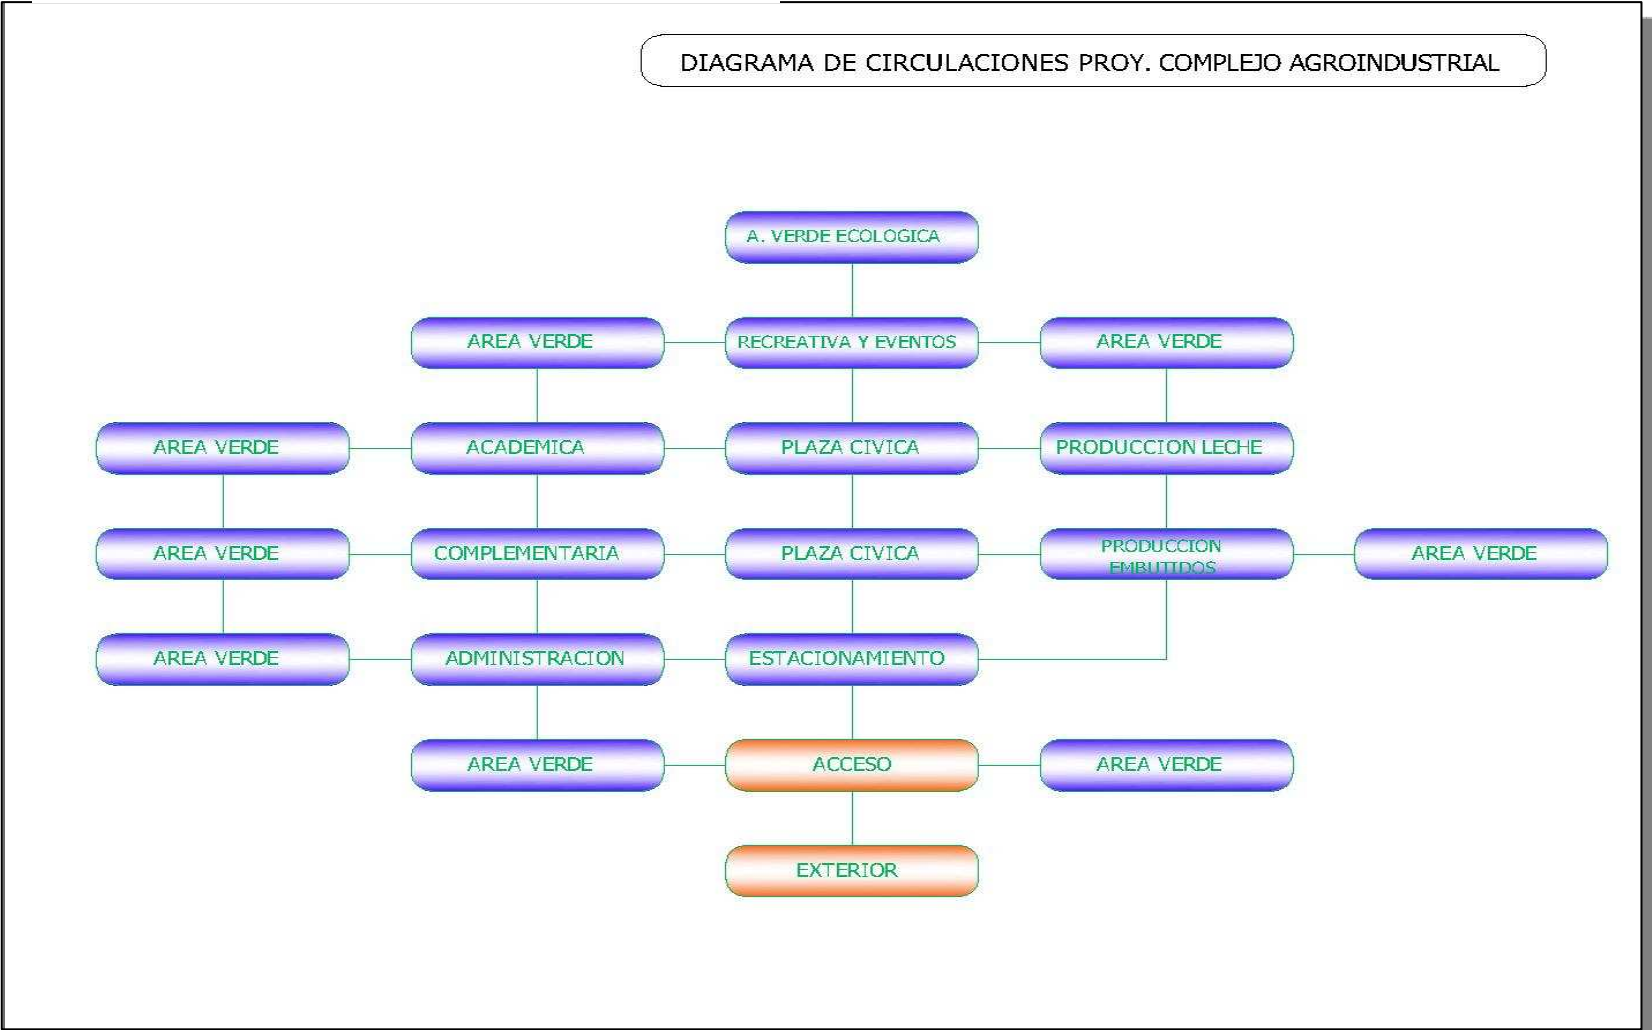 DIAGRAMA DE CIRCULACIONES PROY. COMPLEJO AGROINDUSTRIAL
A. VERDE ECOLOGICA
AREA VERDE
RECREATIVA Y EVENTOS
AREA VERDE
AREA VERDE
ACADEMICA
PLAZA CIVICA
PRODUCCION LECHE
AREA VERDE
COMPLEMENTARIA
PLAZA CIVICA
PRODUCCION
EMBUTIDOS
AREA VERDE
AREA VERDE
ADMINISTRACION
ESTACIONAMIENTO
AREA VERDE
ACCESO
AREA VERDE
EXTERIOR